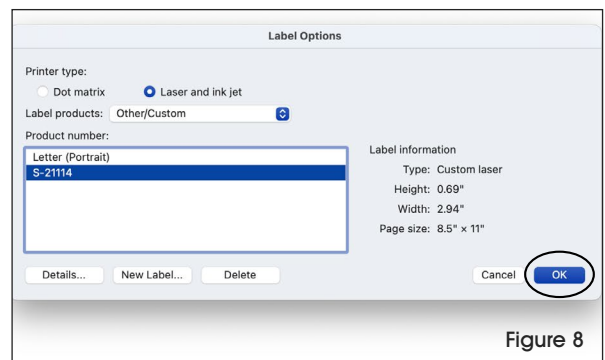 Label Options
Printer type:
Dot matrix Laser and ink jet
Label products: Other/Custom
Product number:
Letter (Portrait)
S-21114
Label information
Type: Custom laser
Height: 0.69"
Width: 2.94"
Page size: 8.5" × 11"
Details... New Label... Delete Cancel OK
Figure 8